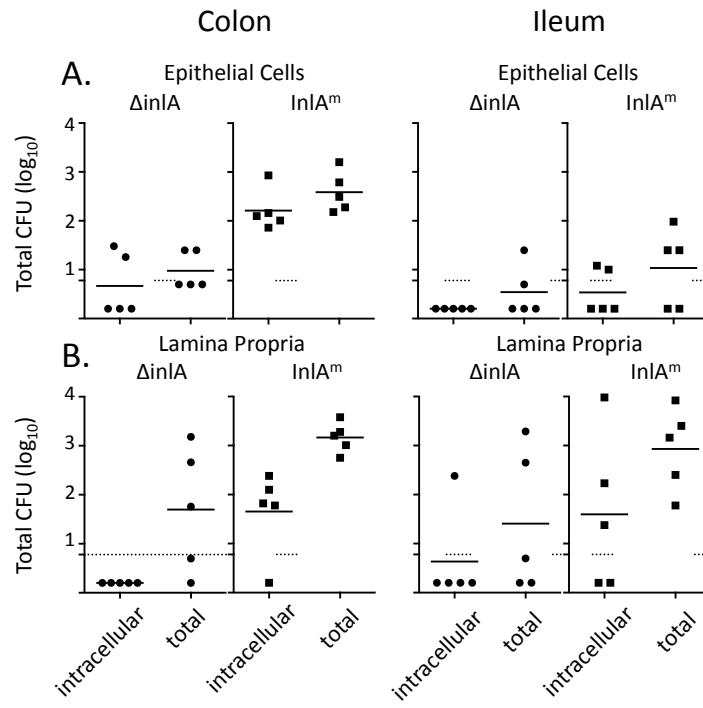 Colon Ileum
A.
Epithelial Cells Epithelial Cells
ΔinlA InlAᵐ ΔinlA InlAᵐ
Total CFU (log₁₀)
4
3
2
1
B.
Lamina Propria Lamina Propria
ΔinlA InlAᵐ ΔinlA InlAᵐ
Total CFU (log₁₀)
4
3
2
1
intracellular total intracellular total intracellular total intracellular total